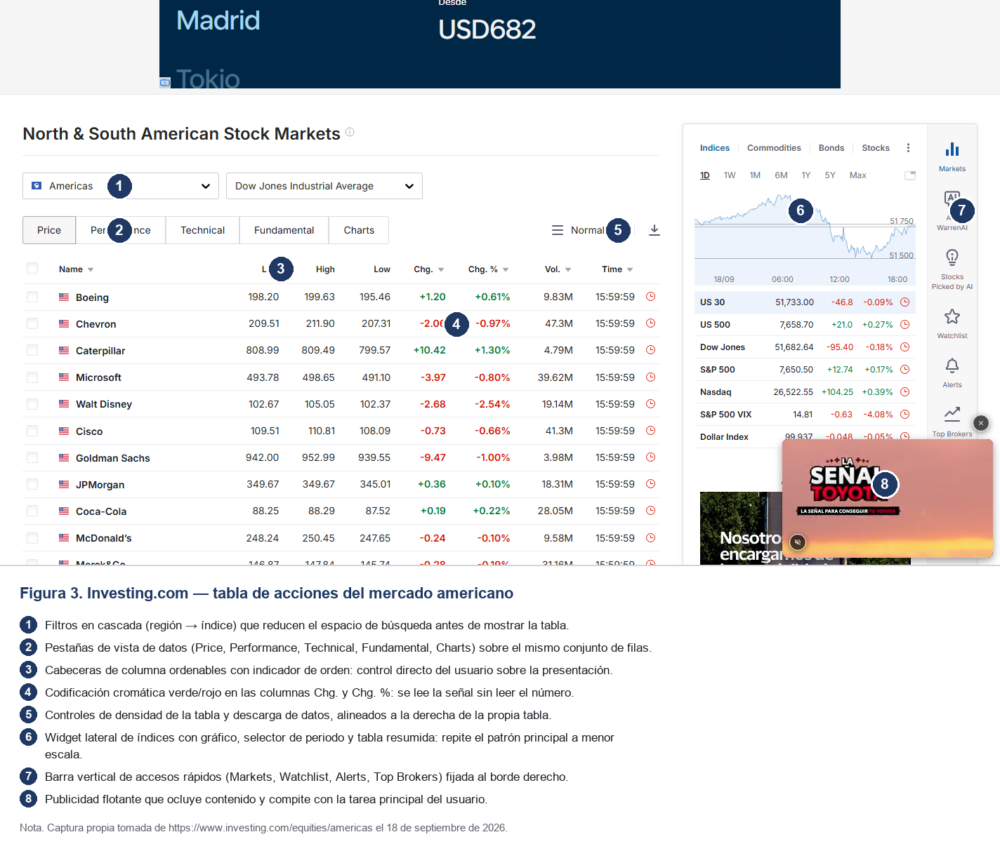 Desde
Madrid
USD682
Tokio
North & South American Stock Markets
Americas 1
Dow Jones Industrial Average
Price
2
Technical
Fundamental
Charts
Normal 5
Name
3 High Low Chg. Chg. % Vol. Time
Boeing 198.20 199.63 195.46 +1.20 +0.61% 9.83M 15:59:59
Chevron 209.51 211.90 207.31 -2.06 4 -0.97% 47.3M 15:59:59
Caterpillar 808.99 809.49 799.57 +10.42 +1.30% 4.79M 15:59:59
Microsoft 493.78 498.65 491.10 -3.97 -0.80% 39.62M 15:59:59
Walt Disney 102.67 105.05 102.37 -2.68 -2.54% 19.14M 15:59:59
Cisco 109.51 110.81 108.09 -0.73 -0.66% 41.3M 15:59:59
Goldman Sachs 942.00 952.99 939.55 -9.47 -1.00% 3.98M 15:59:59
JPMorgan 349.67 349.67 345.01 +0.36 +0.10% 18.31M 15:59:59
Coca-Cola 88.25 88.29 87.52 +0.19 +0.22% 28.05M 15:59:59
McDonald's 248.24 250.45 247.65 -0.24 -0.10% 9.58M 15:59:59
Merck&Co 146.87 147.84 145.74 -0.28 -0.19% 31.16M 15:59:59
Indices Commodities Bonds Stocks
1D 1W 1M 6M 1Y 5Y Max
6
51 750
51 500
18/09 06:00 12:00 18:00
US 30 51,733.00 -46.8 -0.09%
US 500 7,658.70 +21.0 +0.27%
Dow Jones 51,682.64 -95.40 -0.18%
S&P 500 7,650.50 +12.74 +0.17%
Nasdaq 26,522.55 +104.25 +0.39%
S&P 500 VIX 14.81 -0.63 -4.08%
Dollar Index 99.937 -0.048 -0.05%
Markets
AI
7
WarrenAI
Stocks
Picked by AI
Watchlist
Alerts
Top Brokers
LA
SEÑAL 8
TOYOTA
LA SEÑAL PARA CONSEGUIR TU TOYOTA
Nosotro
encargamos de
Figura 3. Investing.com — tabla de acciones del mercado americano
1 Filtros en cascada (región → índice) que reducen el espacio de búsqueda antes de mostrar la tabla.
2 Pestañas de vista de datos (Price, Performance, Technical, Fundamental, Charts) sobre el mismo conjunto de filas.
3 Cabeceras de columna ordenables con indicador de orden: control directo del usuario sobre la presentación.
4 Codificación cromática verde/rojo en las columnas Chg. y Chg. %: se lee la señal sin leer el número.
5 Controles de densidad de la tabla y descarga de datos, alineados a la derecha de la propia tabla.
6 Widget lateral de índices con gráfico, selector de periodo y tabla resumida: repite el patrón principal a menor
escala.
7 Barra vertical de accesos rápidos (Markets, Watchlist, Alerts, Top Brokers) fijada al borde derecho.
8 Publicidad flotante que ocluye contenido y compite con la tarea principal del usuario.
Nota. Captura propia tomada de https://www.investing.com/equities/americas el 18 de septiembre de 2026.